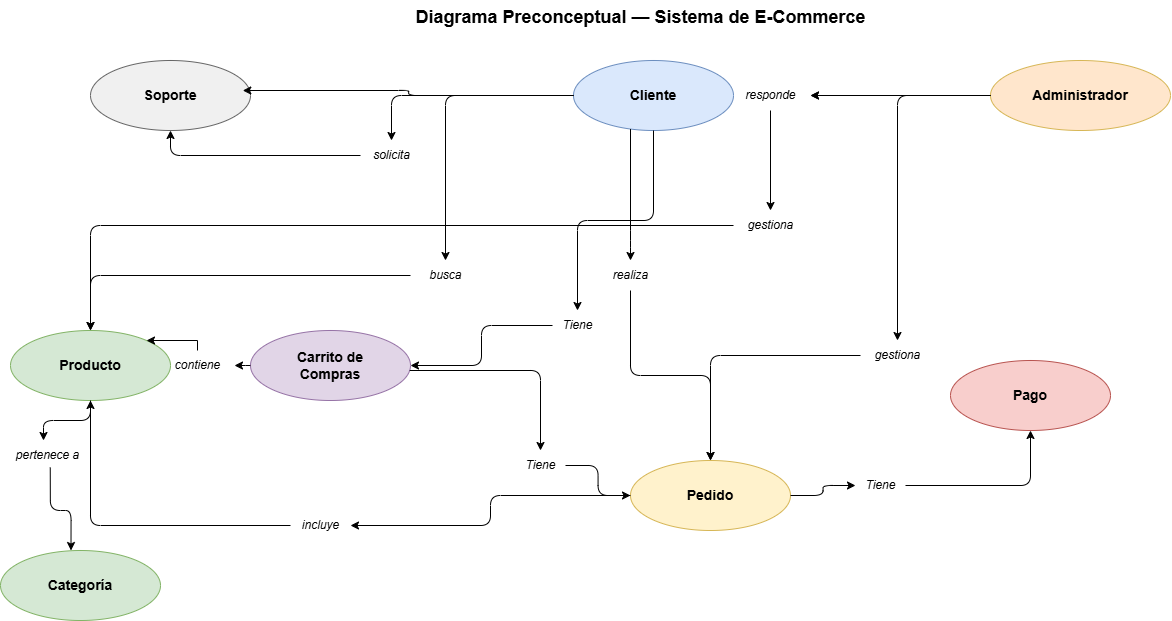 Diagrama Preconceptual — Sistema de E-Commerce
Soporte
Cliente
responde
Administrador
solicita
gestiona
busca
realiza
Tiene
Producto
contiene
Carrito de
Compras
gestiona
Pago
pertenece a
Tiene
Pedido
Tiene
incluye
Categoría